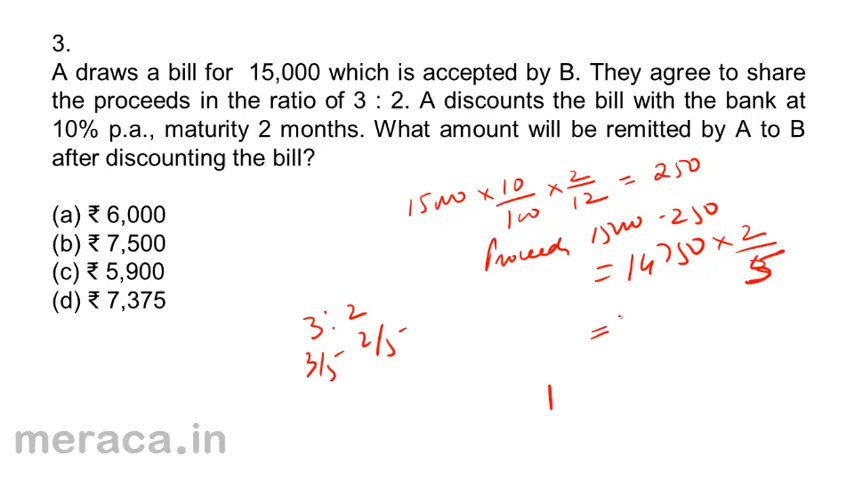 3.
A draws a bill for 15,000 which is accepted by B. They agree to share
the proceeds in the ratio of 3 : 2. A discounts the bill with the bank at
10% p.a., maturity 2 months. What amount will be remitted by A to B
after discounting the bill?
15000 × 10/100 × 2/12 = 250
(a) ₹ 6,000
Proceeds 15000 - 250
(b) ₹ 7,500
= 14750 × 2/5
(c) ₹ 5,900
(d) ₹ 7,375
3 : 2
3/5 2/5
=
meraca.in